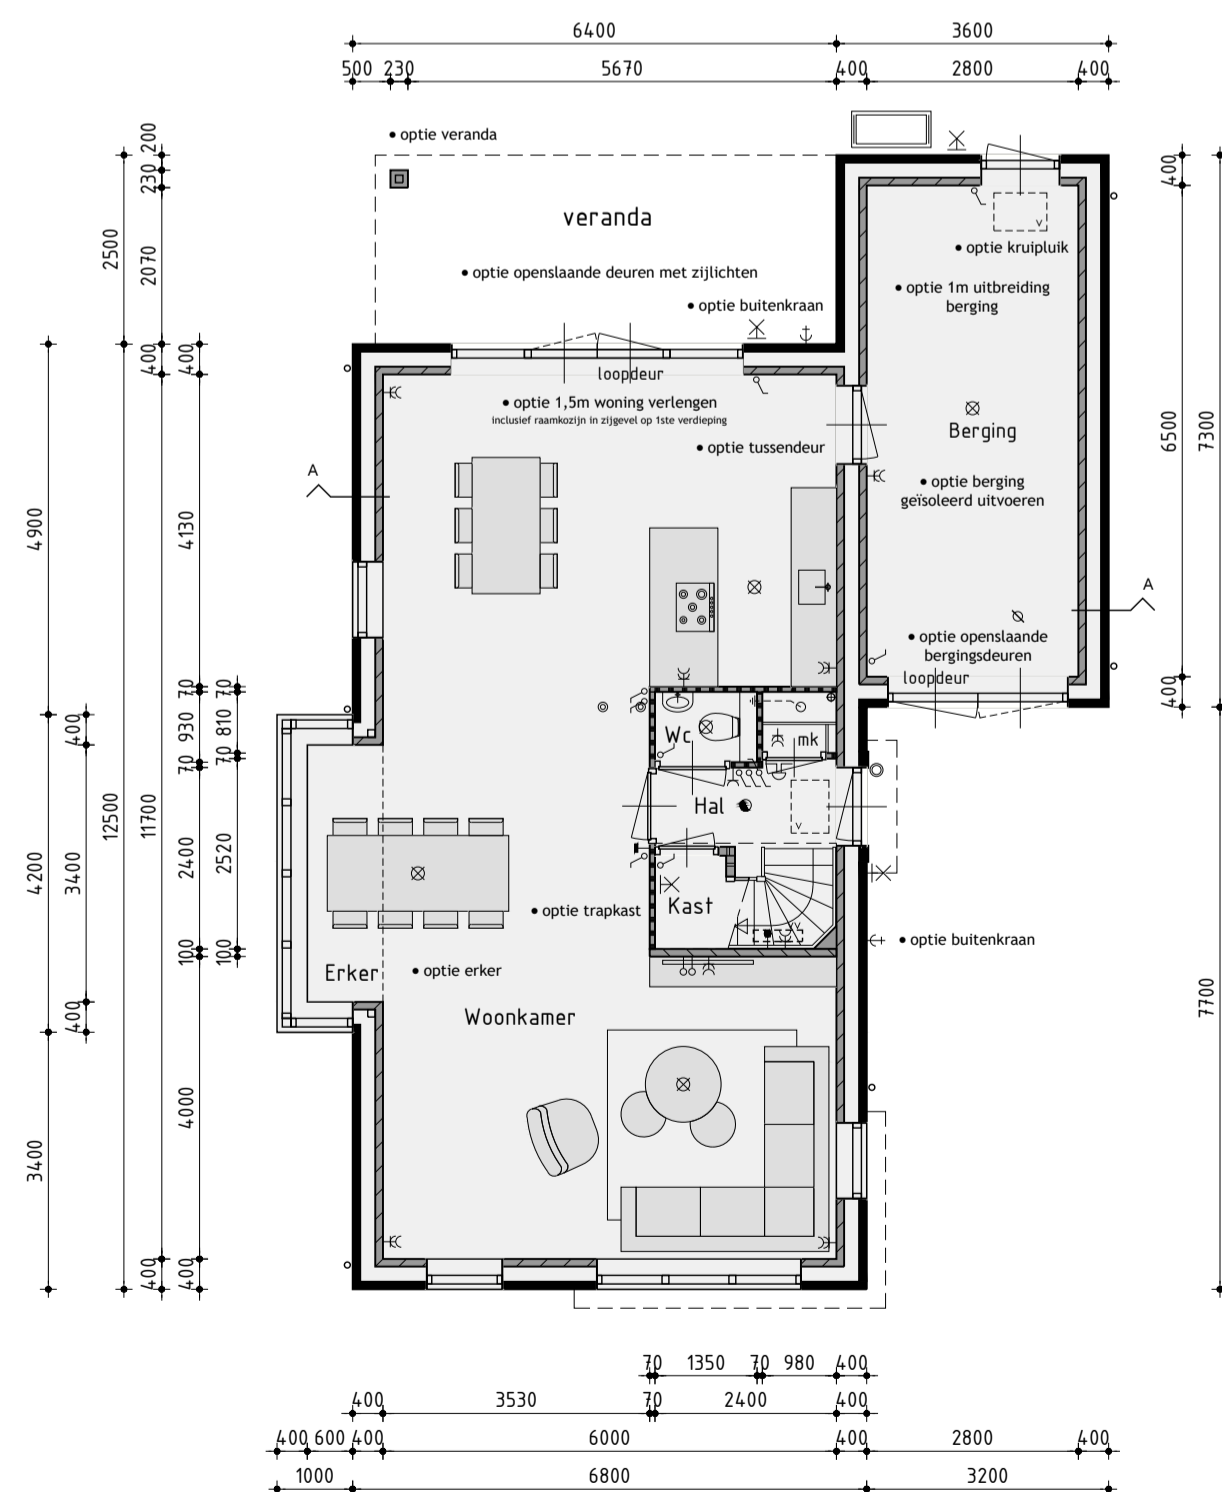 6400 3600
500 230 5670 400 2800 400
• optie veranda
veranda
• optie openslaande deuren met zijlichten
• optie buitenkraan
• optie kruipluik
• optie 1m uitbreiding
berging
loopdeur
• optie 1,5m woning verlengen
inclusief raamkozijn in zijgevel op 1ste verdieping
• optie tussendeur
Berging
• optie berging
geïsoleerd uitvoeren
A
A
• optie openslaande
bergingsdeuren
loopdeur
Wc
mk
Hal
v
Kast
• optie trapkast
• optie buitenkraan
Erker
• optie erker
Woonkamer
v
4900
4200
3400
400
3400
400
2500
12500
200
230
2070
400
11700
400
400
4130
70
930
70
2400
100
4000
400
70
810
70
2520
100
400
6500
400
7300
7700
70 1350 70 980 400
400 3530 70 2400 400
400 600 400 6000 400 2800 400
1000 6800 3200